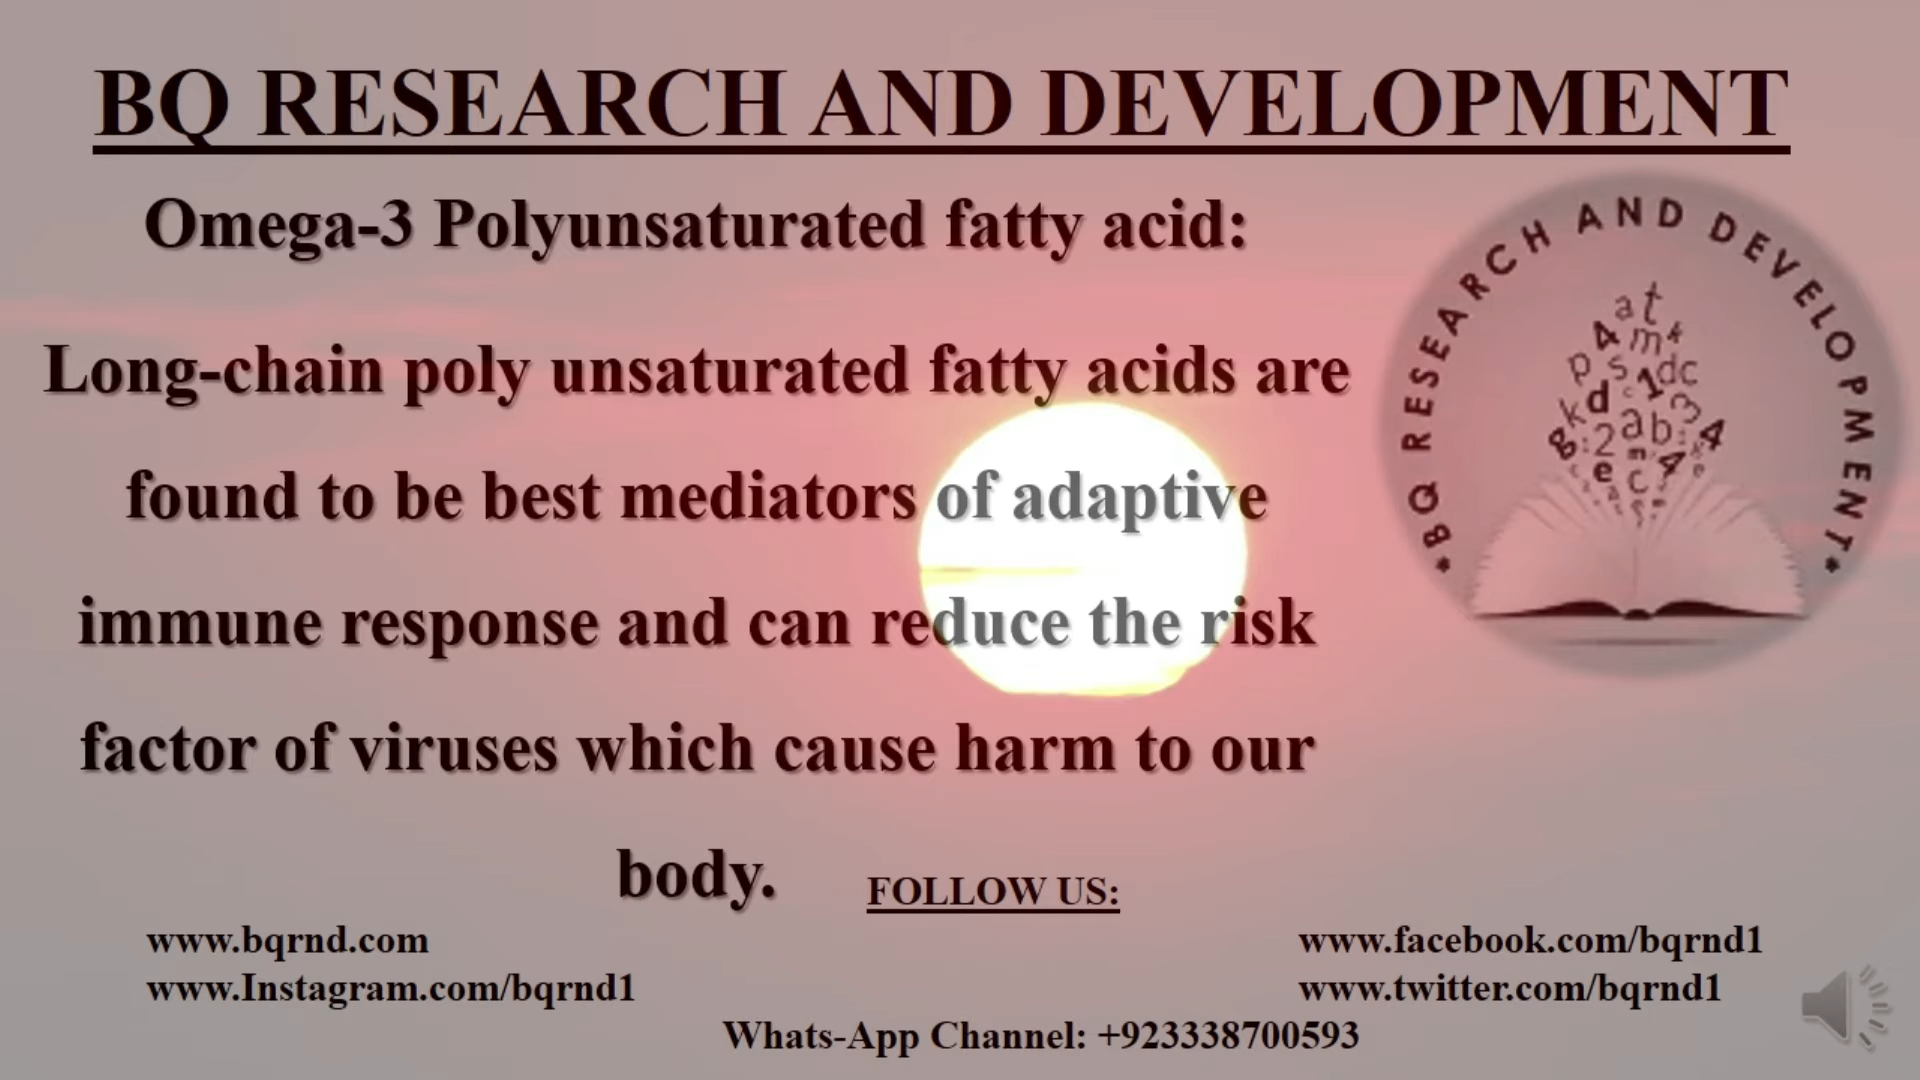 BQ RESEARCH AND DEVELOPMENT
Omega-3 Polyunsaturated fatty acid:
Long-chain poly unsaturated fatty acids are
found to be best mediators of adaptive
immune response and can reduce the risk
factor of viruses which cause harm to our
body.
BQ RESEARCH AND DEVELOPMENT
FOLLOW US:
www.bqrnd.com
www.facebook.com/bqrnd1
www.Instagram.com/bqrnd1
www.twitter.com/bqrnd1
Whats-App Channel: +923338700593